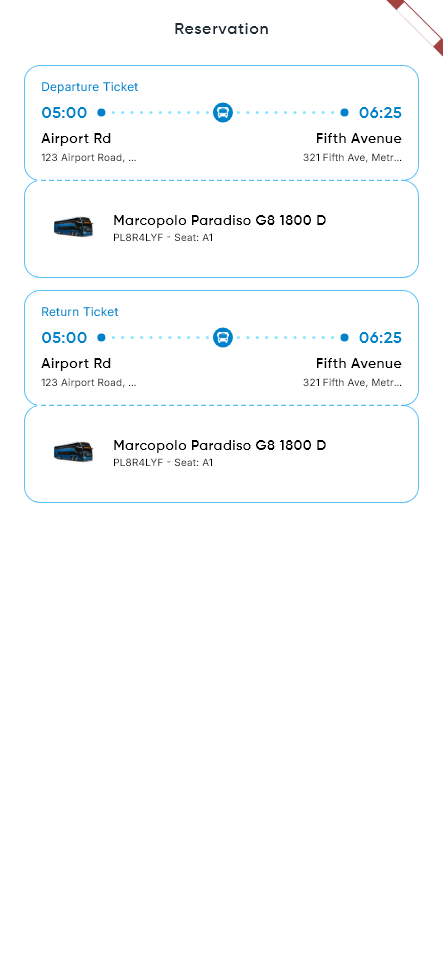 Reservation
Departure Ticket
05:00 06:25
Airport Rd Fifth Avenue
123 Airport Road, ... 321 Fifth Ave, Metr...
Marcopolo Paradiso G8 1800 D
PL8R4LYF - Seat: A1
Return Ticket
05:00 06:25
Airport Rd Fifth Avenue
123 Airport Road, ... 321 Fifth Ave, Metr...
Marcopolo Paradiso G8 1800 D
PL8R4LYF - Seat: A1